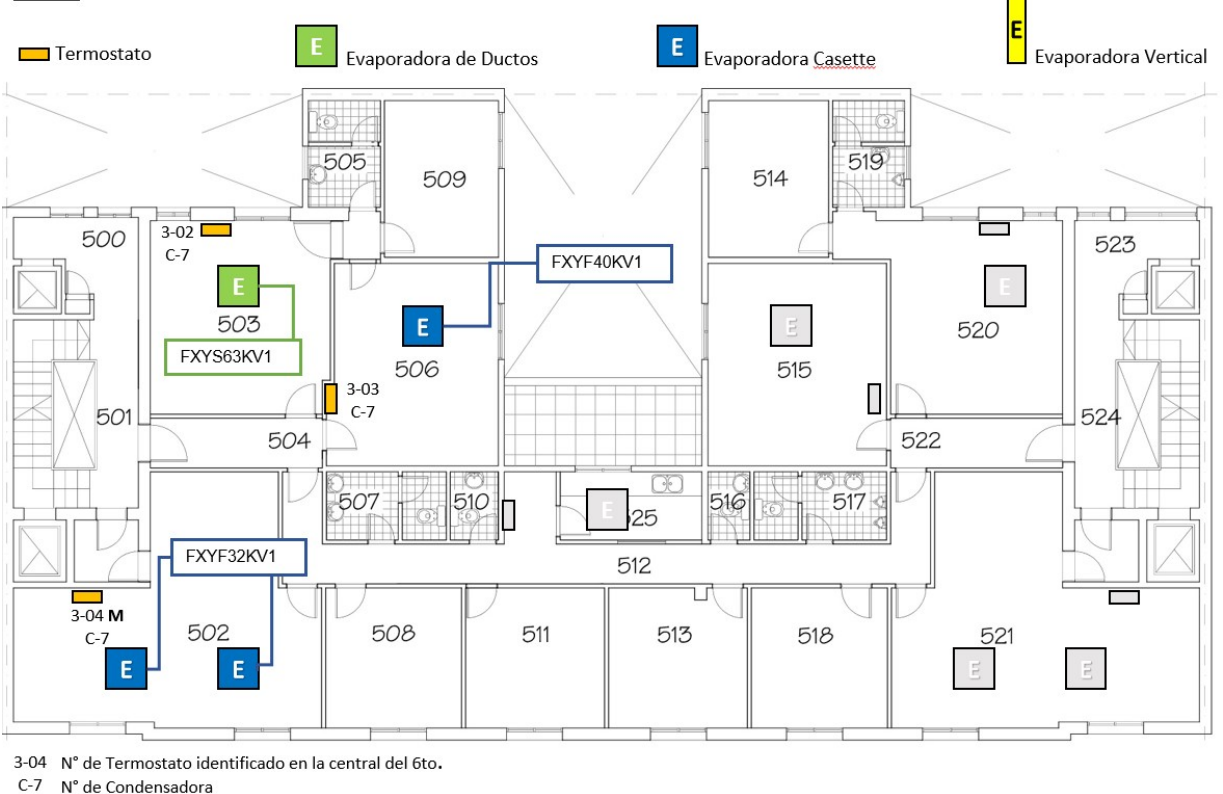 Termostato
E
Evaporadora de Ductos
E
Evaporadora Casette
E
Evaporadora Vertical
505
509
514
519
500
3-02
C-7
523
FXYF40KV1
E
503
FXYS63KV1
E
506
E
515
E
520
3-03
C-7
501
504
522
524
507
510
E
525
516
517
FXYF32KV1
512
3-04 M
C-7
502
508
511
513
518
521
E
E
E
E
3-04 N° de Termostato identificado en la central del 6to.
C-7 N° de Condensadora